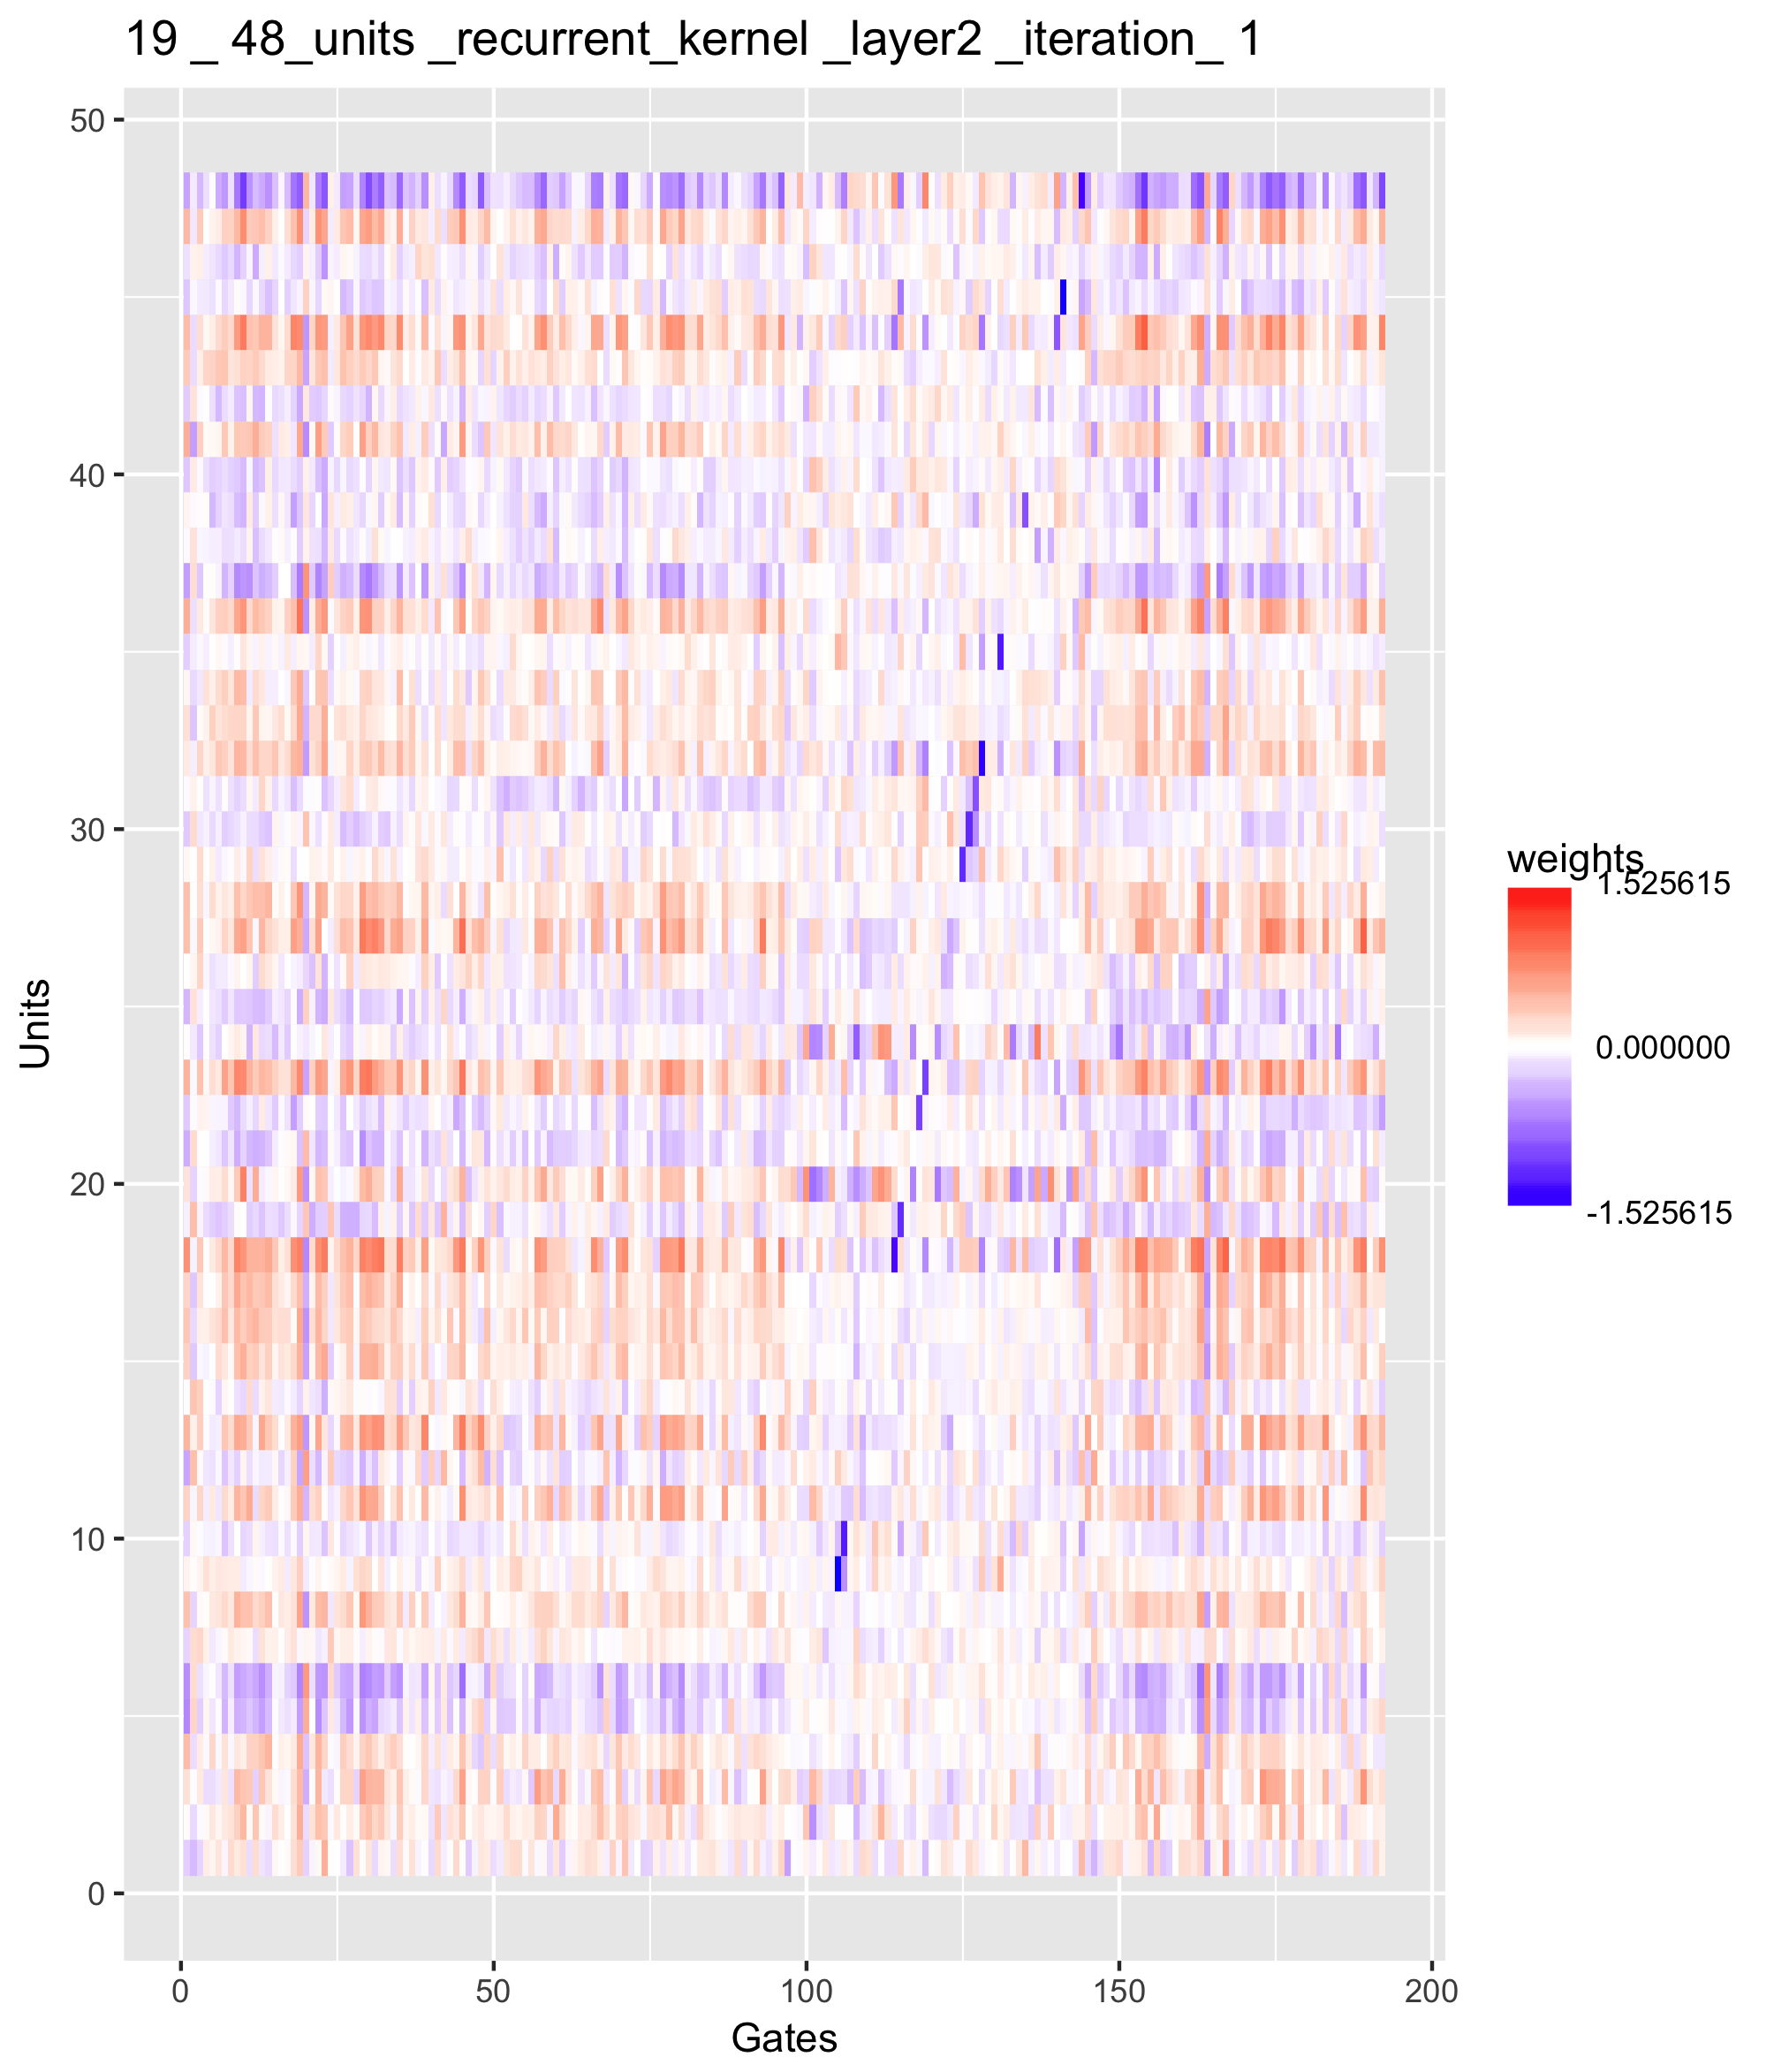 19 _ 48_units _recurrent_kernel _layer2 _iteration_ 1
50
40
30
20
10
0
Units
0 50 100 150 200
Gates
weights
1.525615
0.000000
-1.525615